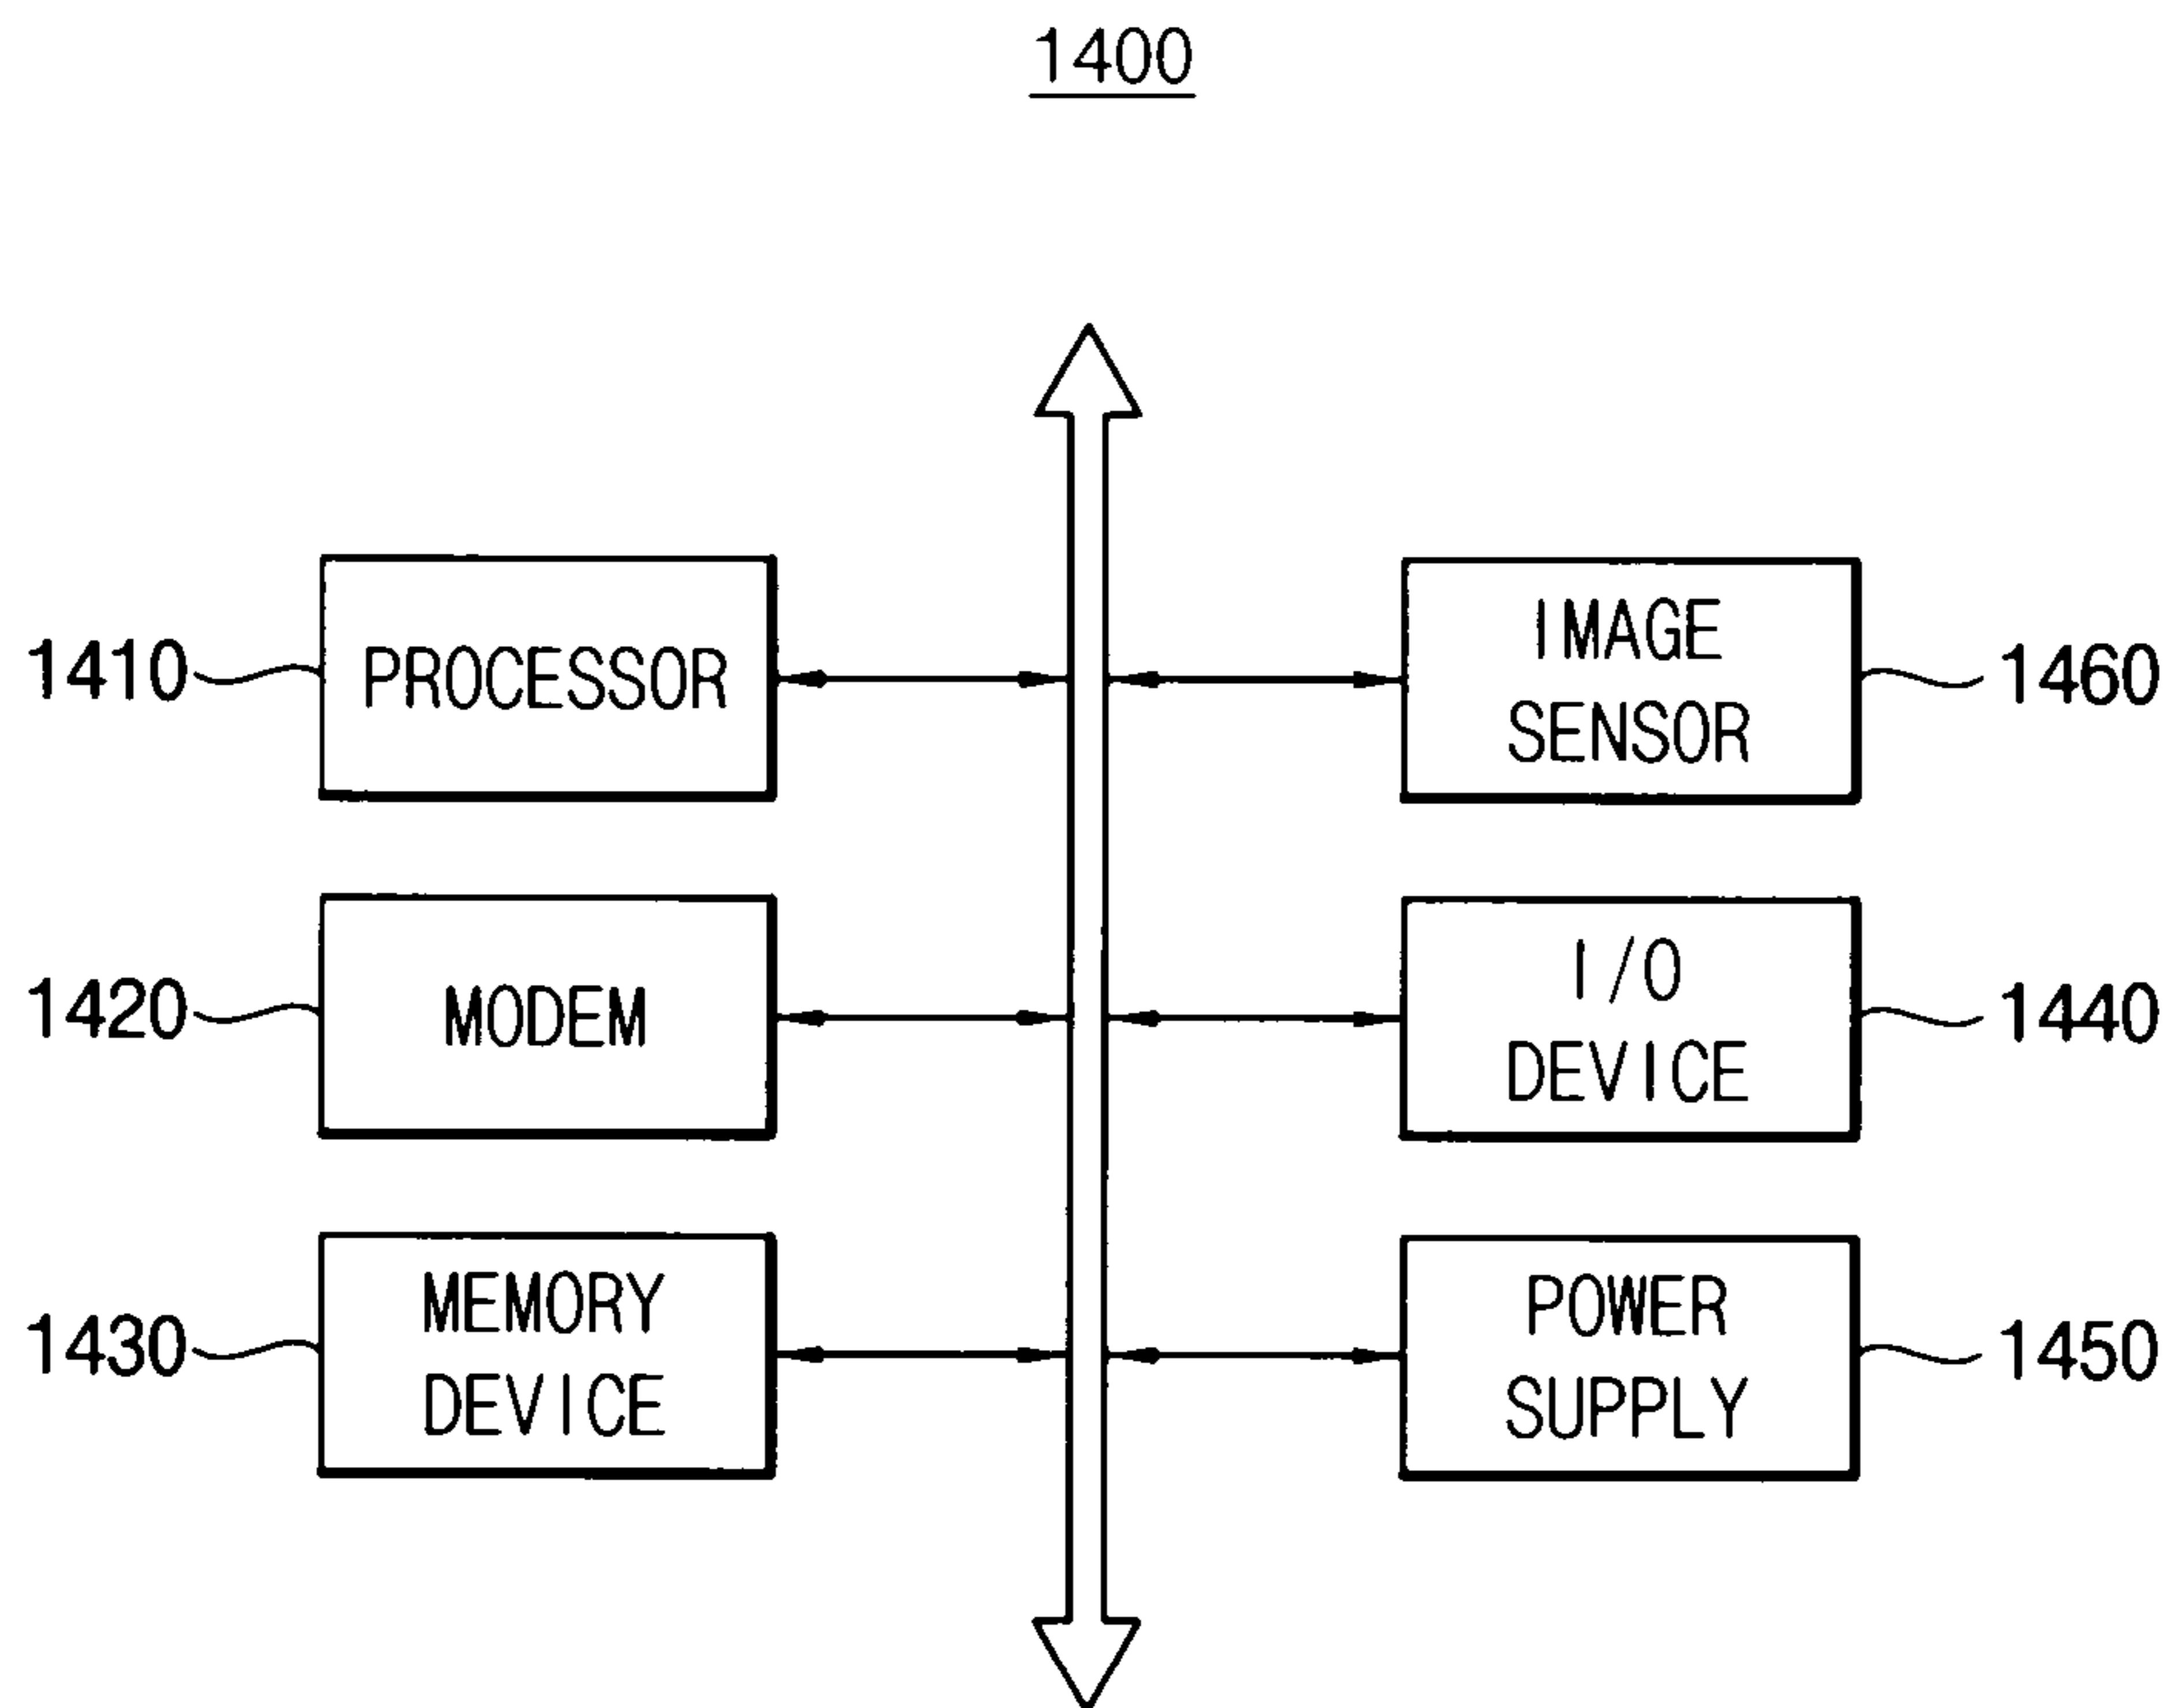 1400
1410
PROCESSOR
IMAGE
SENSOR
1460
1420
MODEM
I/O
DEVICE
1440
1430
MEMORY
DEVICE
POWER
SUPPLY
1450